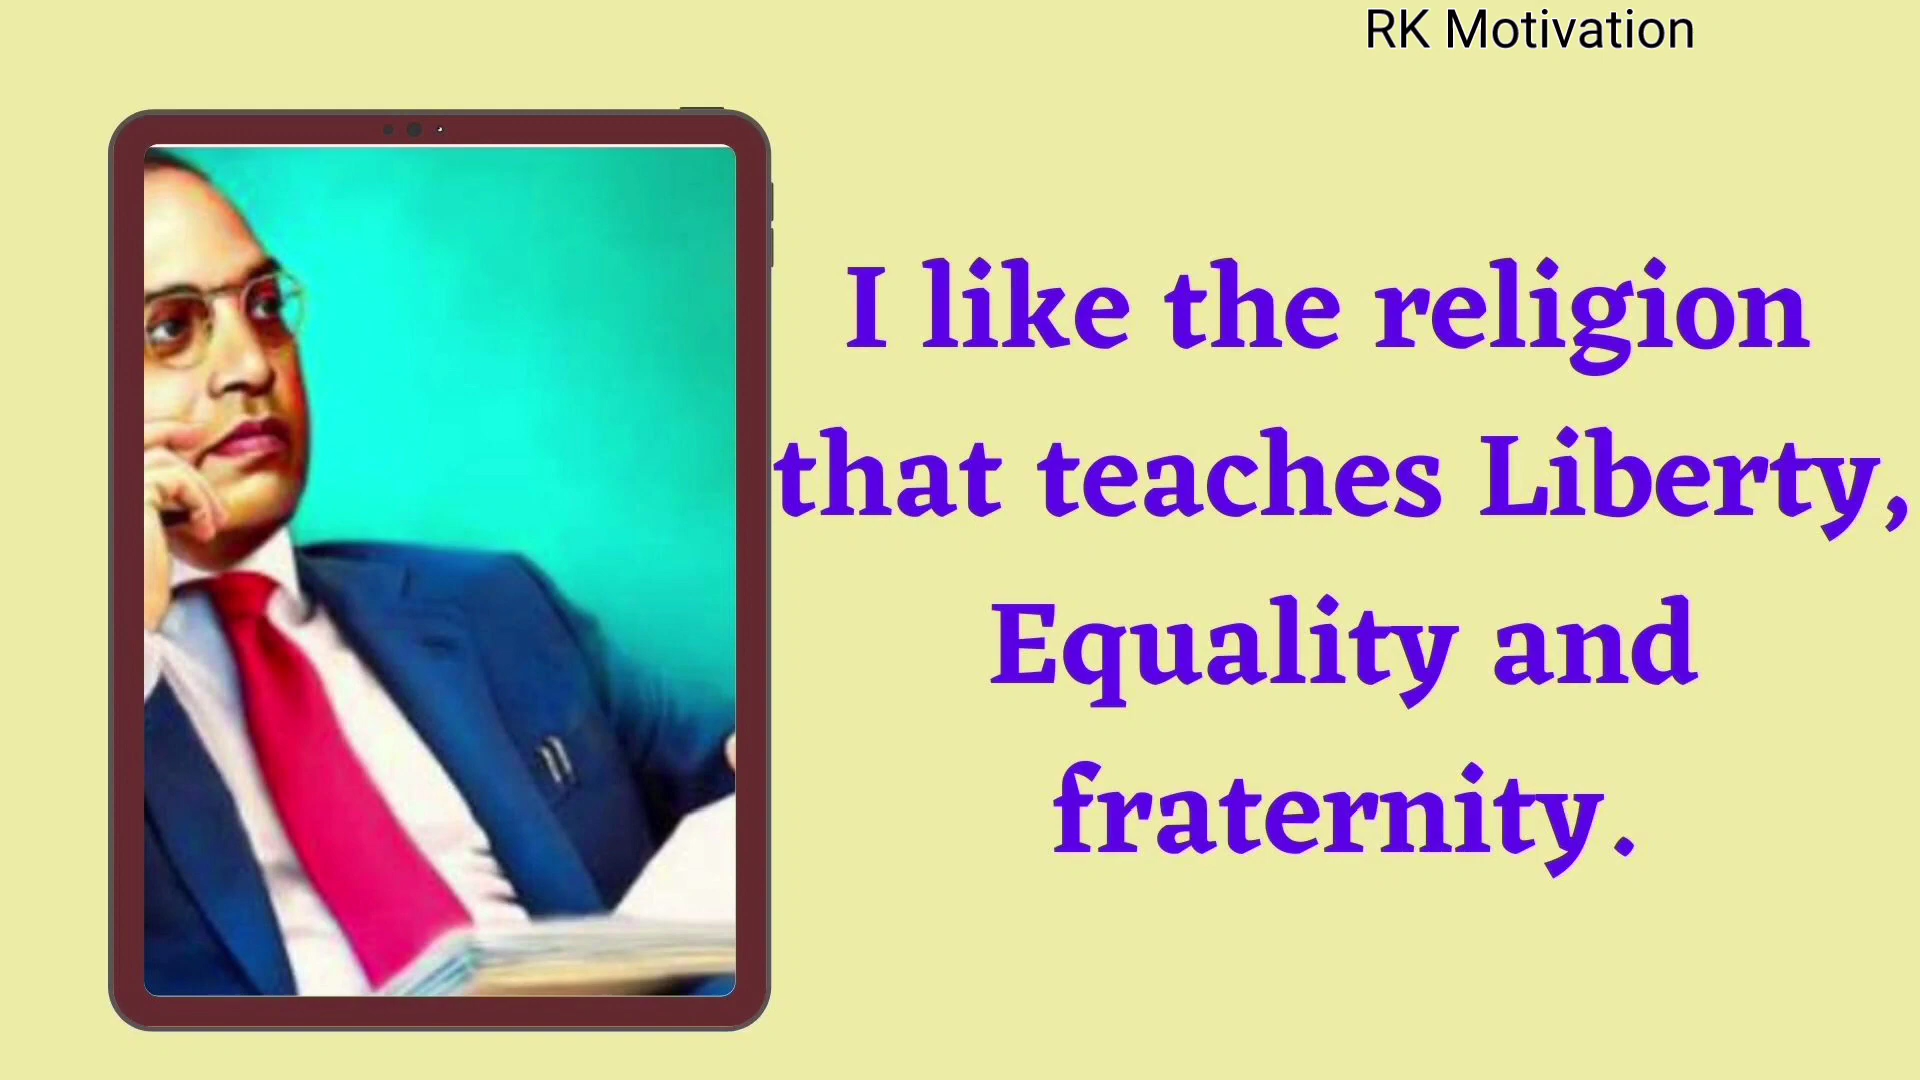 RK Motivation
I like the religion
that teaches Liberty,
Equality and
fraternity.